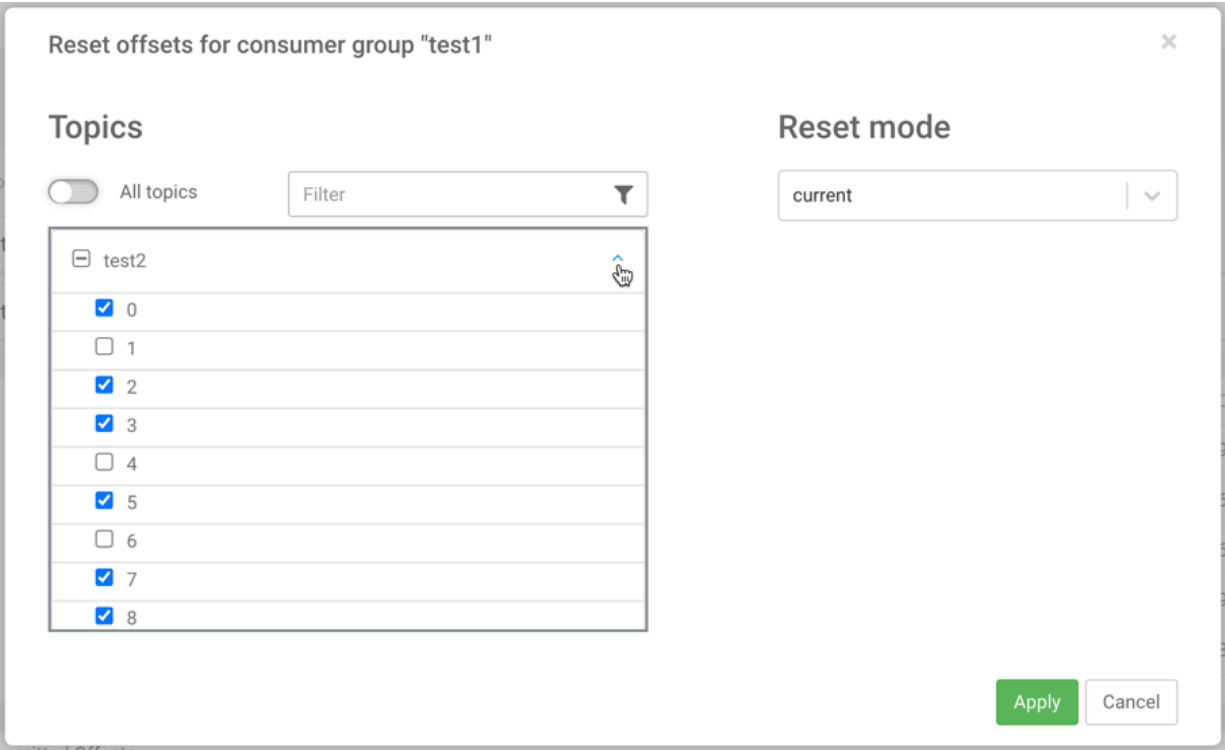 Reset offsets for consumer group "test1"
×
Topics
Reset mode
All topics
Filter
current
test2
0
1
2
3
4
5
6
7
8
Apply
Cancel